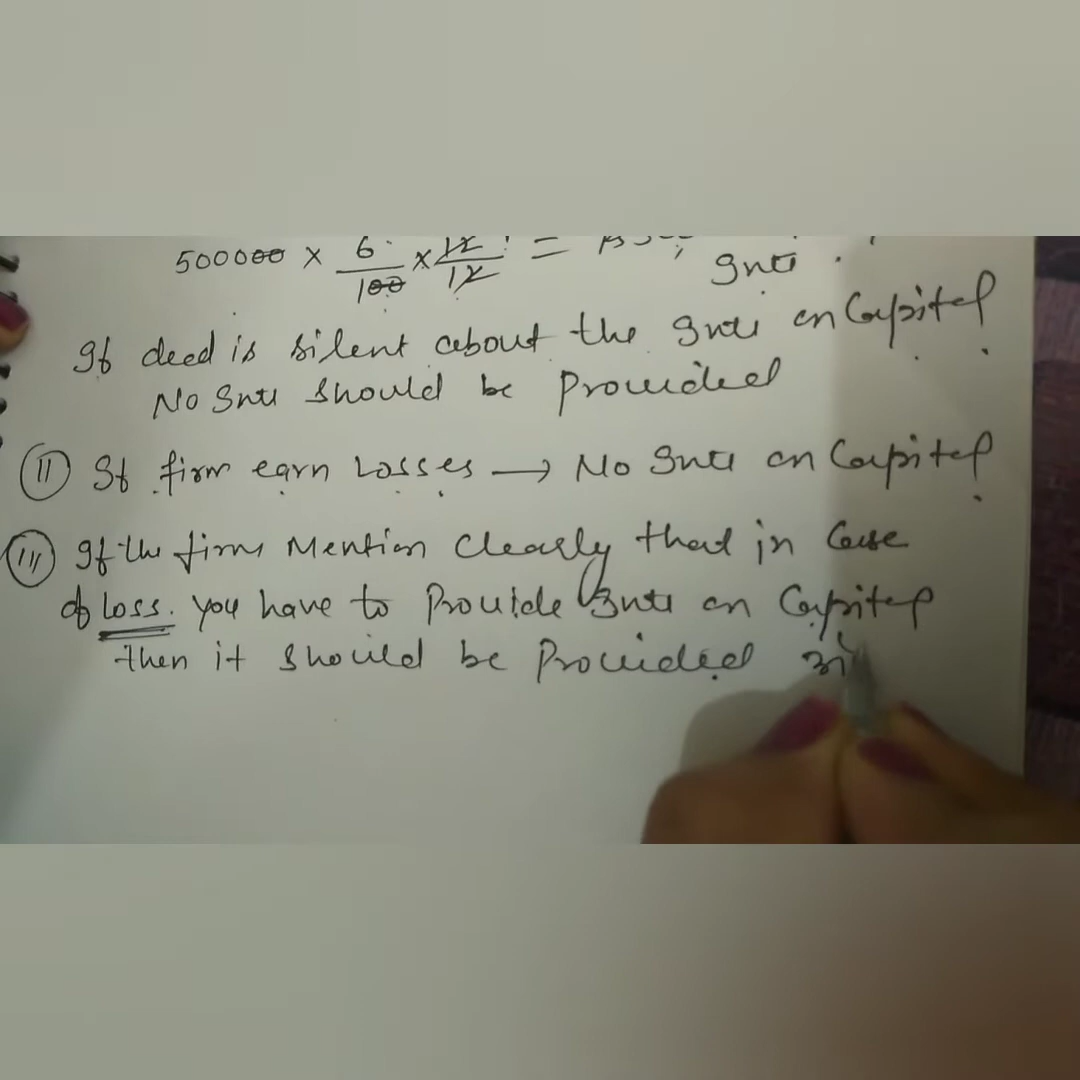 500000 × 6/100 × 12/12 =
Inti
If deed is silent about the Inti on Capital
No Inti should be Provided
(II) If firm earn Losses → No Inti on Capital
(III) If the firm Mention Clearly that in Case
of Loss. You have to Provide Inti on Capital
then it should be Provided